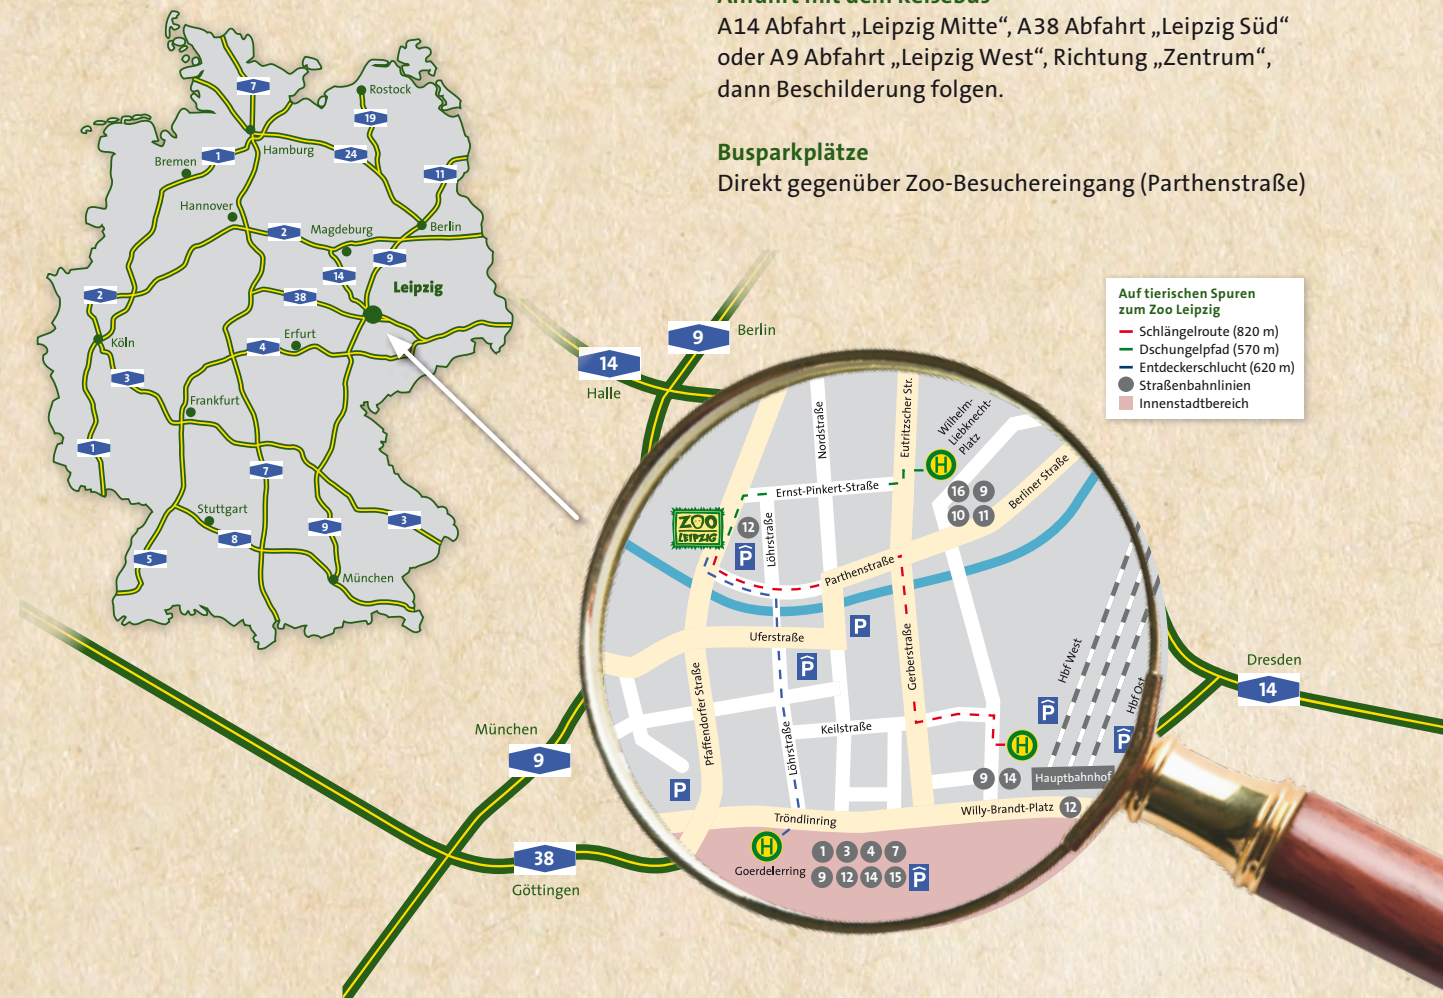 Anfahrt mit dem Reisebus
A14 Abfahrt „Leipzig Mitte“, A38 Abfahrt „Leipzig Süd“
oder A9 Abfahrt „Leipzig West“, Richtung „Zentrum“,
dann Beschilderung folgen.
Busparkplätze
Direkt gegenüber Zoo-Besuchereingang (Parthenstraße)
7
Rostock
19
Hamburg
1
24
Bremen
11
Hannover
2
Magdeburg
Berlin
9
14
Leipzig
2
38
Köln
4
Erfurt
3
Frankfurt
1
7
Stuttgart
9
3
8
5
München
Auf tierischen Spuren
zum Zoo Leipzig
Schlängelroute (820 m)
Dschungelpfad (570 m)
Entdeckerschlucht (620 m)
Straßenbahnlinien
Innenstadtbereich
9
Berlin
14
Halle
Nordstraße
Eutritzscher Str.
Wilhelm-
Liebknecht-
Platz
H
Ernst-Pinkert-Straße
16
9
10
11
Berliner Straße
ZOO
LEIPZIG
12
P
Löhrstraße
Parthenstraße
P
Uferstraße
P
Gerberstraße
Hbf West
Hbf Ost
Pfaffendorfer Straße
Löhrstraße
Keilstraße
P
P
H
P
9
14
Hauptbahnhof
Tröndlinring
Willy-Brandt-Platz
12
H
Goerdelerring
1
3
4
7
9
12
14
15
P
Dresden
14
München
9
38
Göttingen